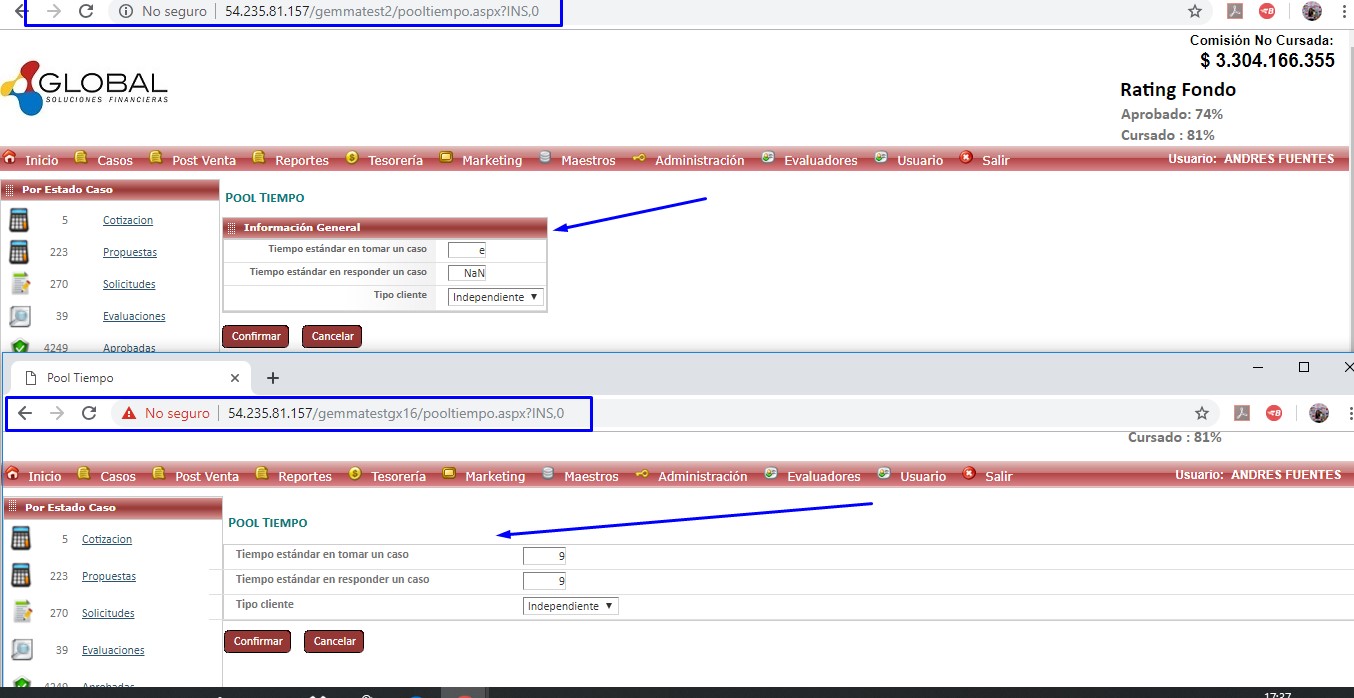 No seguro 54.235.81.157/gemmatest2/pooltiempo.aspx?INS,0
Comisión No Cursada:
$ 3.304.166.355
GLOBAL
SOLUCIONES FINANCIERAS
Rating Fondo
Aprobado: 74%
Cursado : 81%
Inicio Casos Post Venta Reportes Tesorería Marketing Maestros Administración Evaluadores Usuario Salir Usuario: ANDRES FUENTES
Por Estado Caso
5 Cotizacion
223 Propuestas
270 Solicitudes
39 Evaluaciones
4249 Aprobadas
POOL TIEMPO
Información General
Tiempo estándar en tomar un caso e
Tiempo estándar en responder un caso NaN
Tipo cliente Independiente
Confirmar Cancelar
Pool Tiempo
No seguro 54.235.81.157/gemmatestgx16/pooltiempo.aspx?INS,0
Cursado : 81%
Inicio Casos Post Venta Reportes Tesorería Marketing Maestros Administración Evaluadores Usuario Salir Usuario: ANDRES FUENTES
Por Estado Caso
5 Cotizacion
223 Propuestas
270 Solicitudes
39 Evaluaciones
4249 Aprobadas
POOL TIEMPO
Tiempo estándar en tomar un caso 9
Tiempo estándar en responder un caso 9
Tipo cliente Independiente
Confirmar Cancelar
17:37